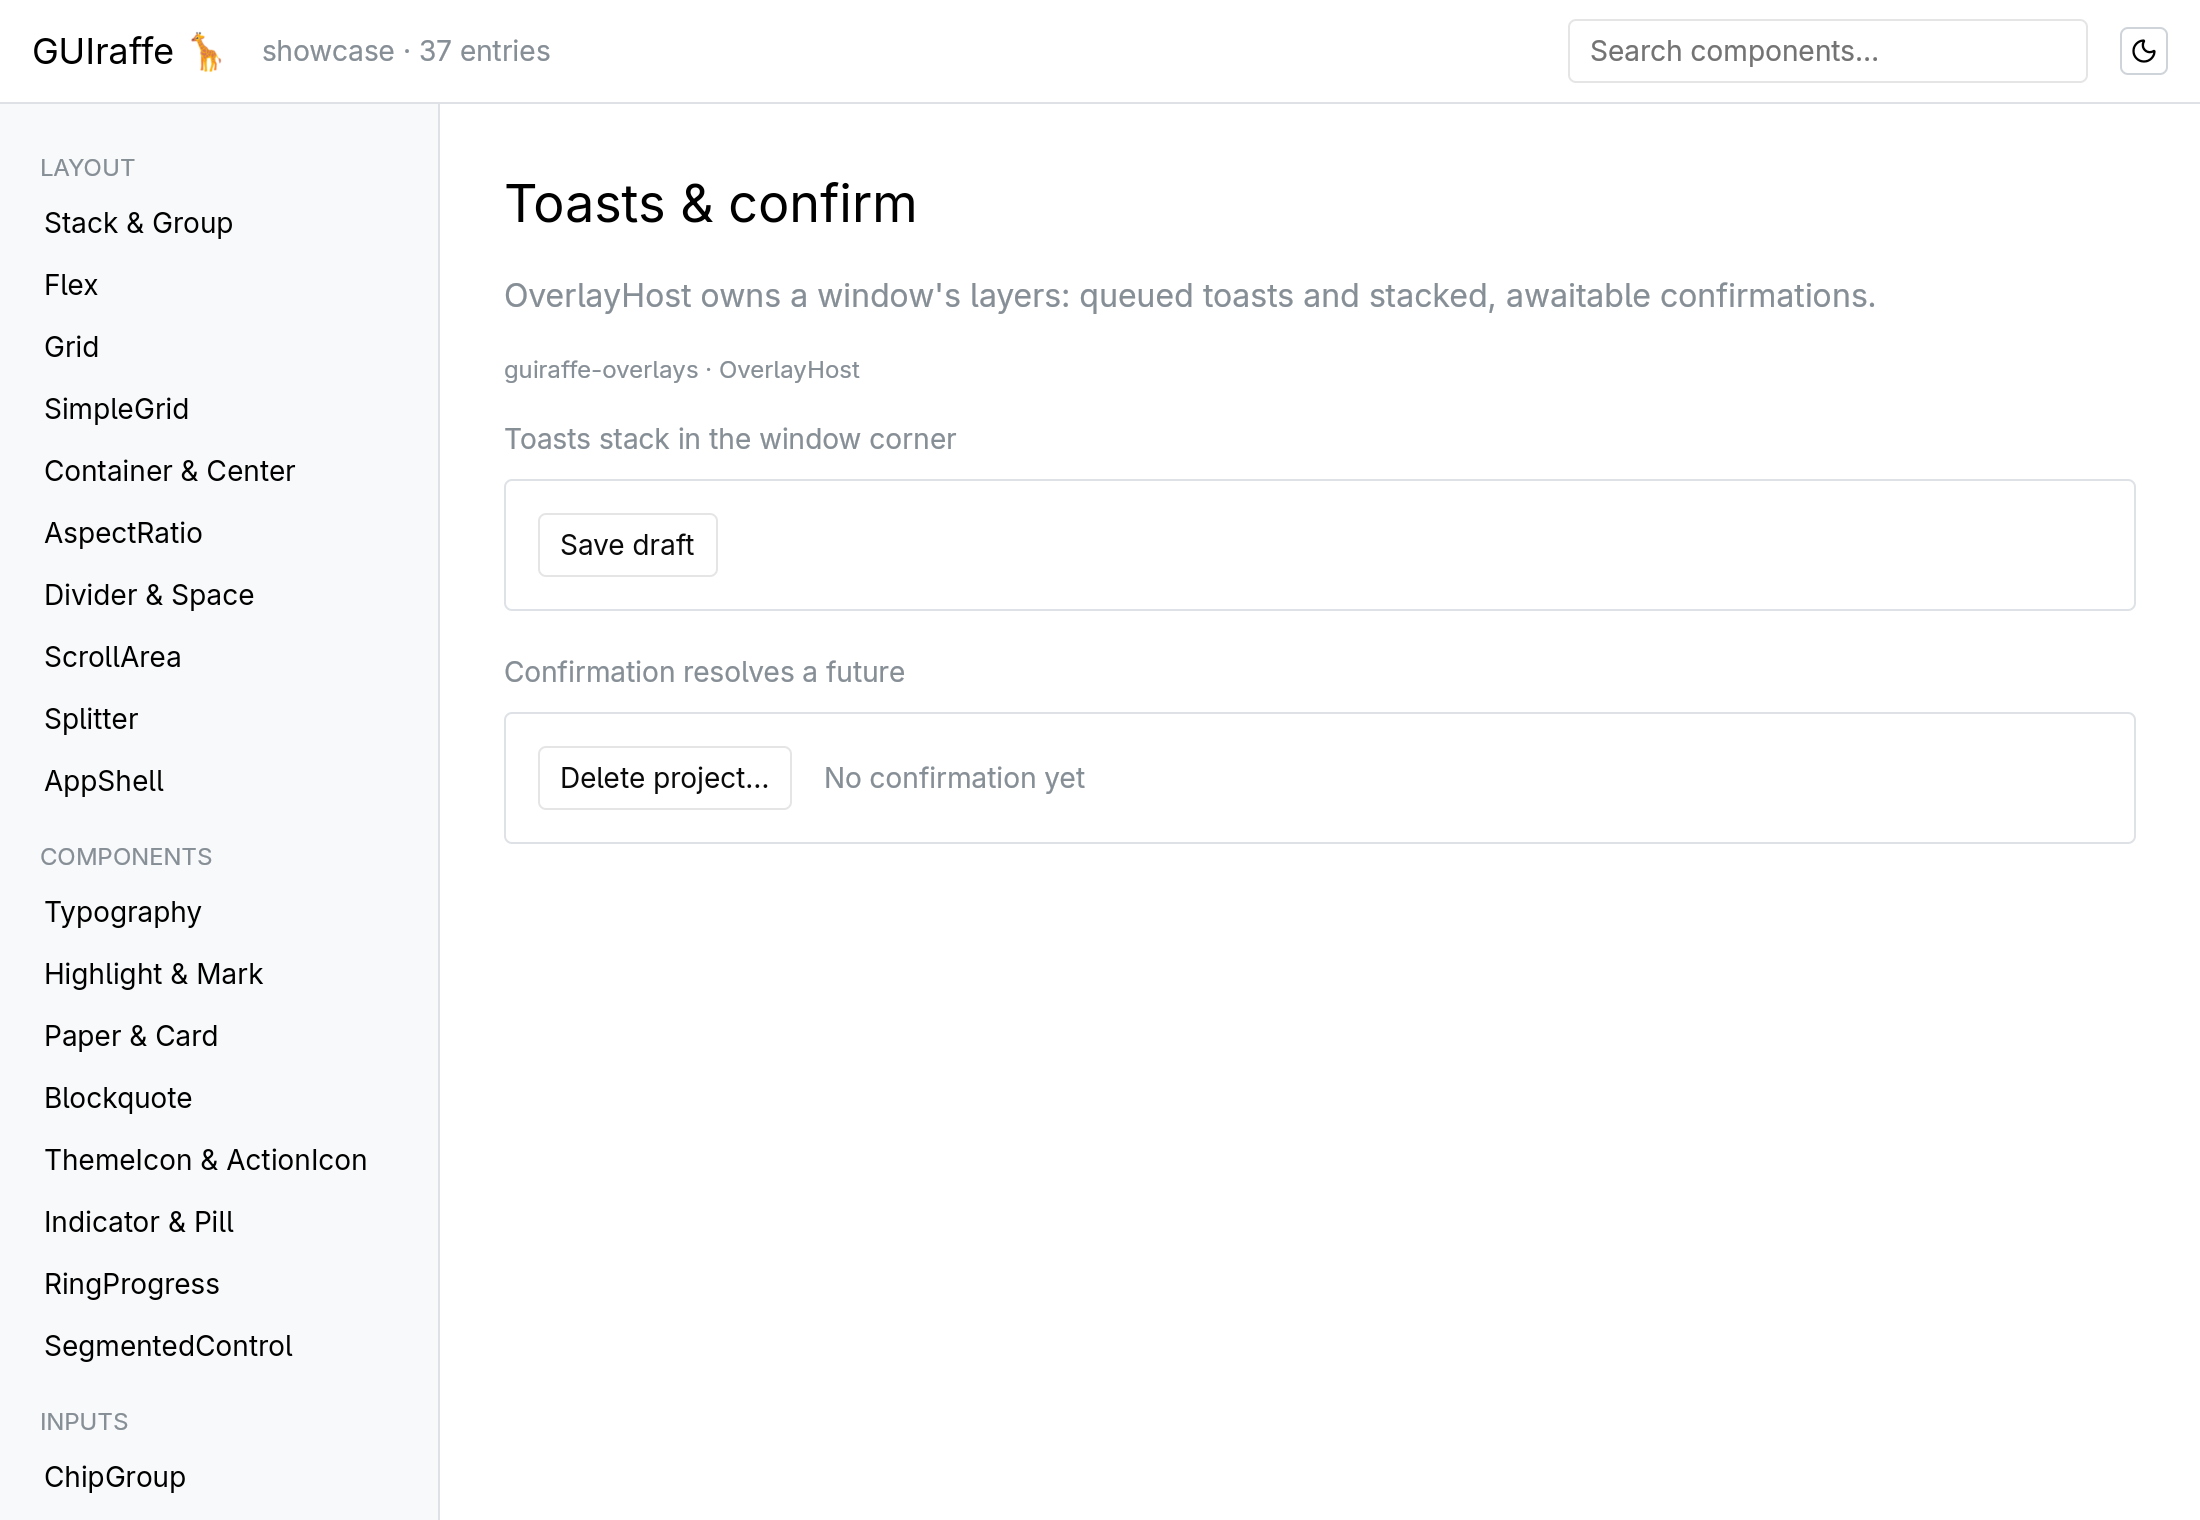 GUIraffe 🦒 showcase · 37 entries
Search components...
LAYOUT
Stack & Group
Flex
Grid
SimpleGrid
Container & Center
AspectRatio
Divider & Space
ScrollArea
Splitter
AppShell
COMPONENTS
Typography
Highlight & Mark
Paper & Card
Blockquote
ThemeIcon & ActionIcon
Indicator & Pill
RingProgress
SegmentedControl
INPUTS
ChipGroup
Toasts & confirm
OverlayHost owns a window's layers: queued toasts and stacked, awaitable confirmations.
guiraffe-overlays · OverlayHost
Toasts stack in the window corner
Save draft
Confirmation resolves a future
Delete project... No confirmation yet